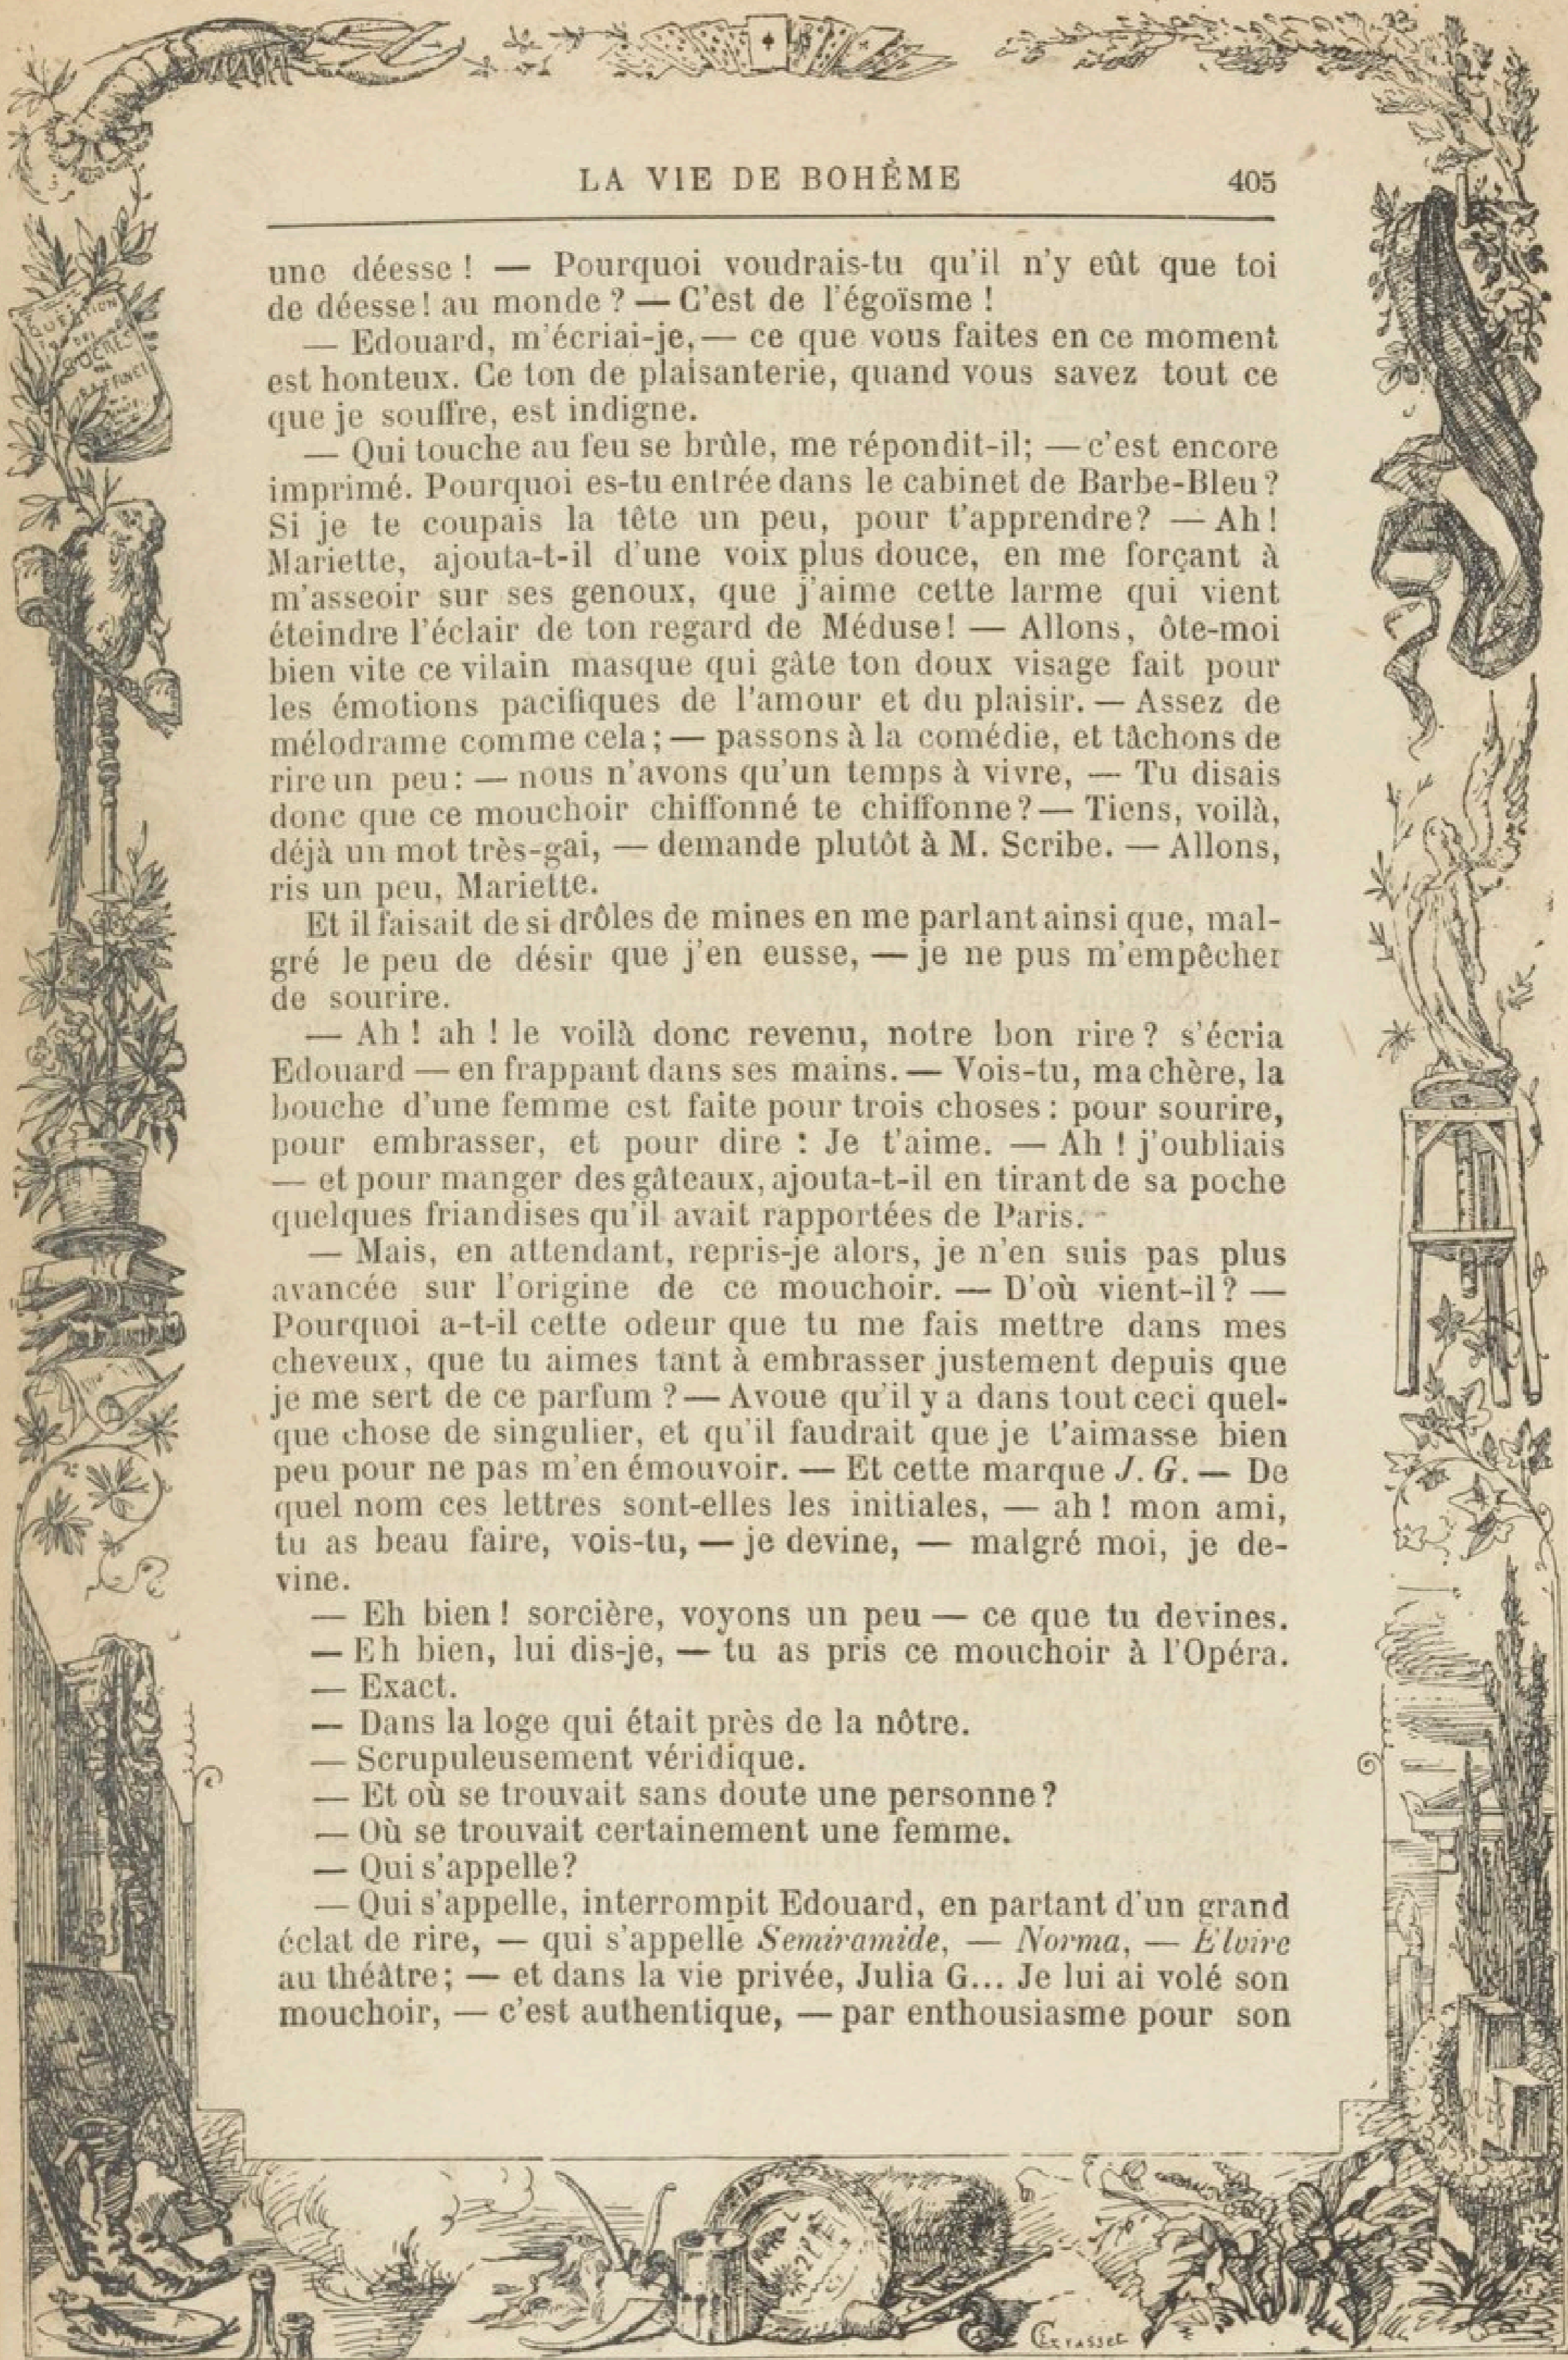 LA VIE DE BOHÈME 405
une déesse ! — Pourquoi voudrais-tu qu'il n'y eût que toi
de déesse! au monde ? — C'est de l'égoïsme !
— Edouard, m'écriai-je, — ce que vous faites en ce moment
est honteux. Ce ton de plaisanterie, quand vous savez tout ce
que je souffre, est indigne.
— Qui touche au feu se brûle, me répondit-il; — c'est encore
imprimé. Pourquoi es-tu entrée dans le cabinet de Barbe-Bleu ?
Si je te coupais la tête un peu, pour t'apprendre? — Ah!
Mariette, ajouta-t-il d'une voix plus douce, en me forçant à
m'asseoir sur ses genoux, que j'aime cette larme qui vient
éteindre l'éclair de ton regard de Méduse! — Allons, ôte-moi
bien vite ce vilain masque qui gâte ton doux visage fait pour
les émotions pacifiques de l'amour et du plaisir. — Assez de
mélodrame comme cela ; — passons à la comédie, et tâchons de
rire un peu : — nous n'avons qu'un temps à vivre, — Tu disais
donc que ce mouchoir chiffonné te chiffonne ? — Tiens, voilà,
déjà un mot très-gai, — demande plutôt à M. Scribe. — Allons,
ris un peu, Mariette.
Et il faisait de si drôles de mines en me parlant ainsi que, mal-
gré le peu de désir que j'en eusse, — je ne pus m'empêcher
de sourire.
— Ah ! ah ! le voilà donc revenu, notre bon rire ? s'écria
Edouard — en frappant dans ses mains. — Vois-tu, ma chère, la
bouche d'une femme est faite pour trois choses : pour sourire,
pour embrasser, et pour dire : Je t'aime. — Ah ! j'oubliais
— et pour manger des gâteaux, ajouta-t-il en tirant de sa poche
quelques friandises qu'il avait rapportées de Paris.
— Mais, en attendant, repris-je alors, je n'en suis pas plus
avancée sur l'origine de ce mouchoir. — D'où vient-il ? —
Pourquoi a-t-il cette odeur que tu me fais mettre dans mes
cheveux, que tu aimes tant à embrasser justement depuis que
je me sert de ce parfum ? — Avoue qu'il y a dans tout ceci quel-
que chose de singulier, et qu'il faudrait que je t'aimasse bien
peu pour ne pas m'en émouvoir. — Et cette marque J. G. — De
quel nom ces lettres sont-elles les initiales, — ah ! mon ami,
tu as beau faire, vois-tu, — je devine, — malgré moi, je de-
vine.
— Eh bien ! sorcière, voyons un peu — ce que tu devines.
— Eh bien, lui dis-je, — tu as pris ce mouchoir à l'Opéra.
— Exact.
— Dans la loge qui était près de la nôtre.
— Scrupuleusement véridique.
— Et où se trouvait sans doute une personne ?
— Où se trouvait certainement une femme.
— Qui s'appelle?
— Qui s'appelle, interrompit Edouard, en partant d'un grand
éclat de rire, — qui s'appelle Semiramide, — Norma, — Elvire
au théâtre; — et dans la vie privée, Julia G... Je lui ai volé son
mouchoir, — c'est authentique, — par enthousiasme pour son
QUESTION
DES
SUCRES
EGrasset